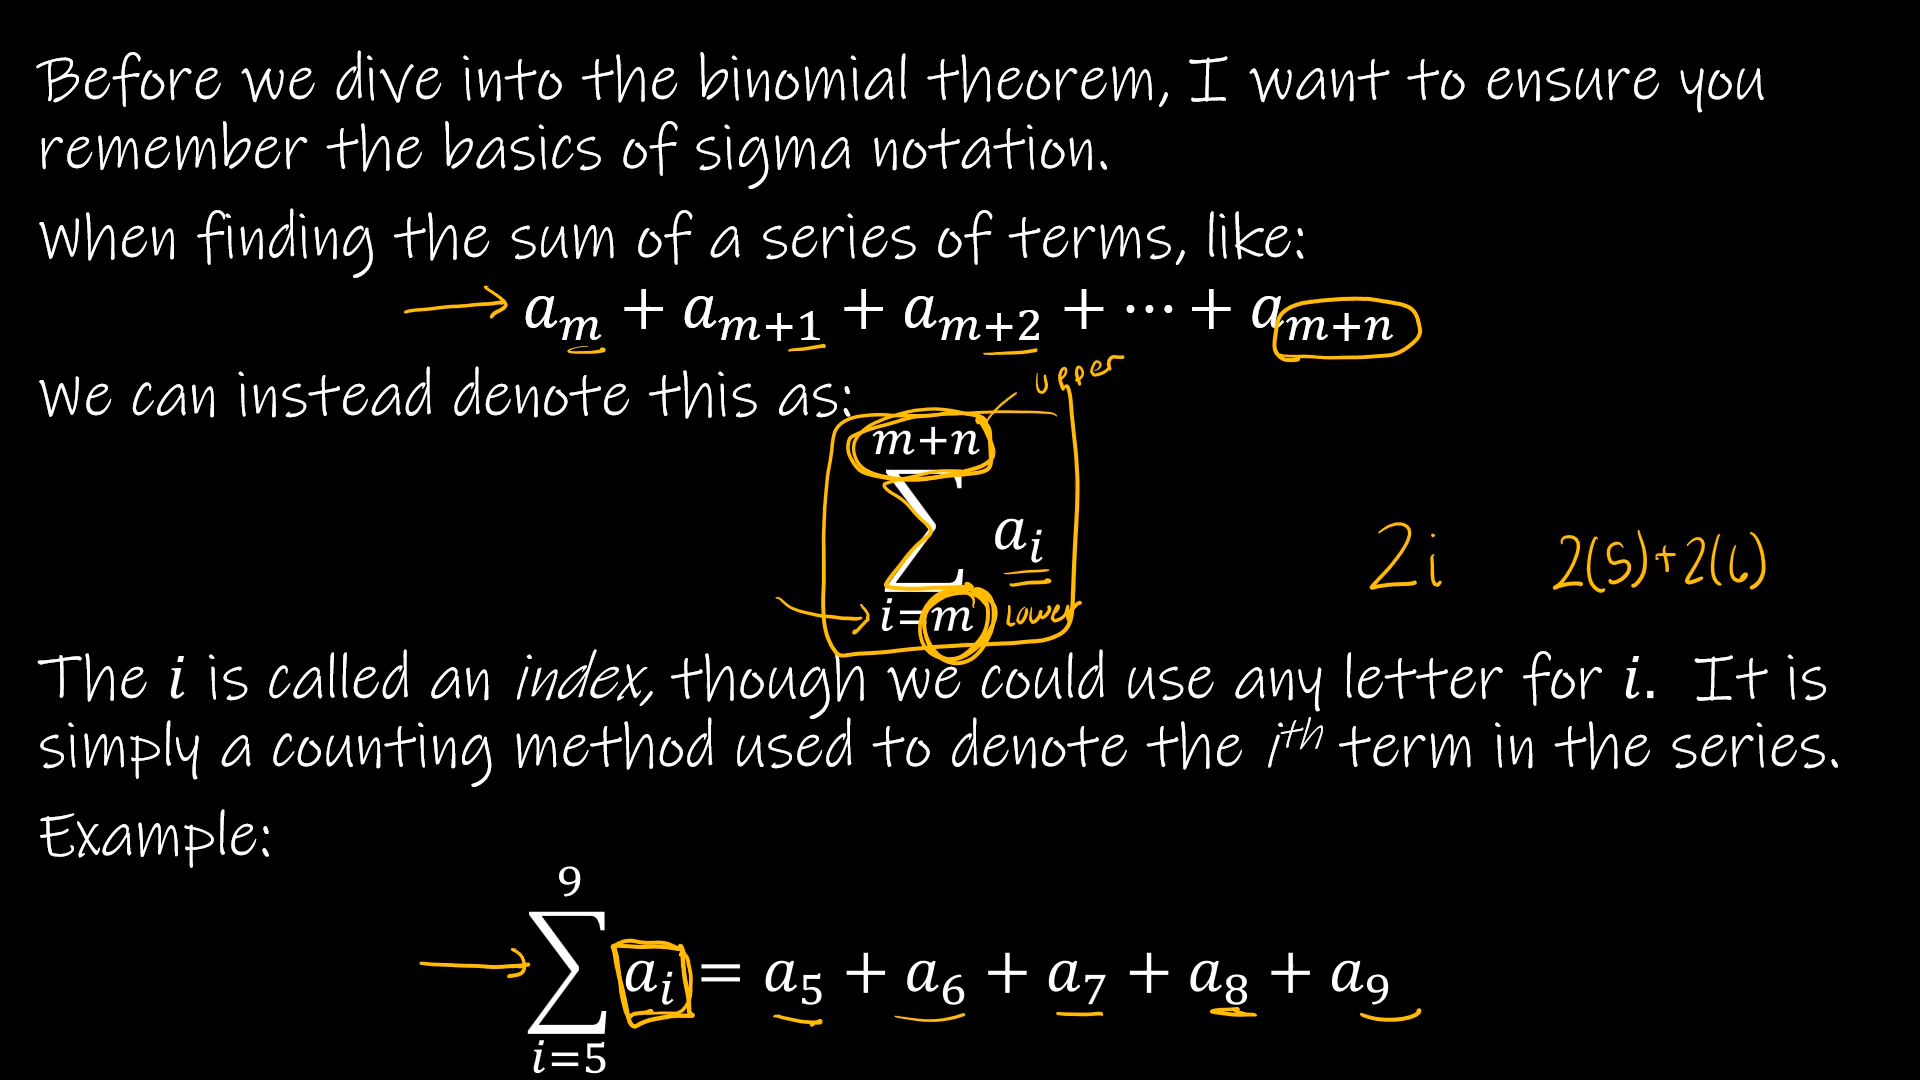 Before we dive into the binomial theorem, I want to ensure you
remember the basics of sigma notation.
When finding the sum of a series of terms, like:
a_m + a_{m+1} + a_{m+2} + ⋯ + a_{m+n}
We can instead denote this as:
upper
m+n
∑ a_i
i=m lower
2i 2(5)+2(6)
The i is called an index, though we could use any letter for i. It is
simply a counting method used to denote the i^{th} term in the series.
Example:
9
∑ a_i = a_5 + a_6 + a_7 + a_8 + a_9
i=5